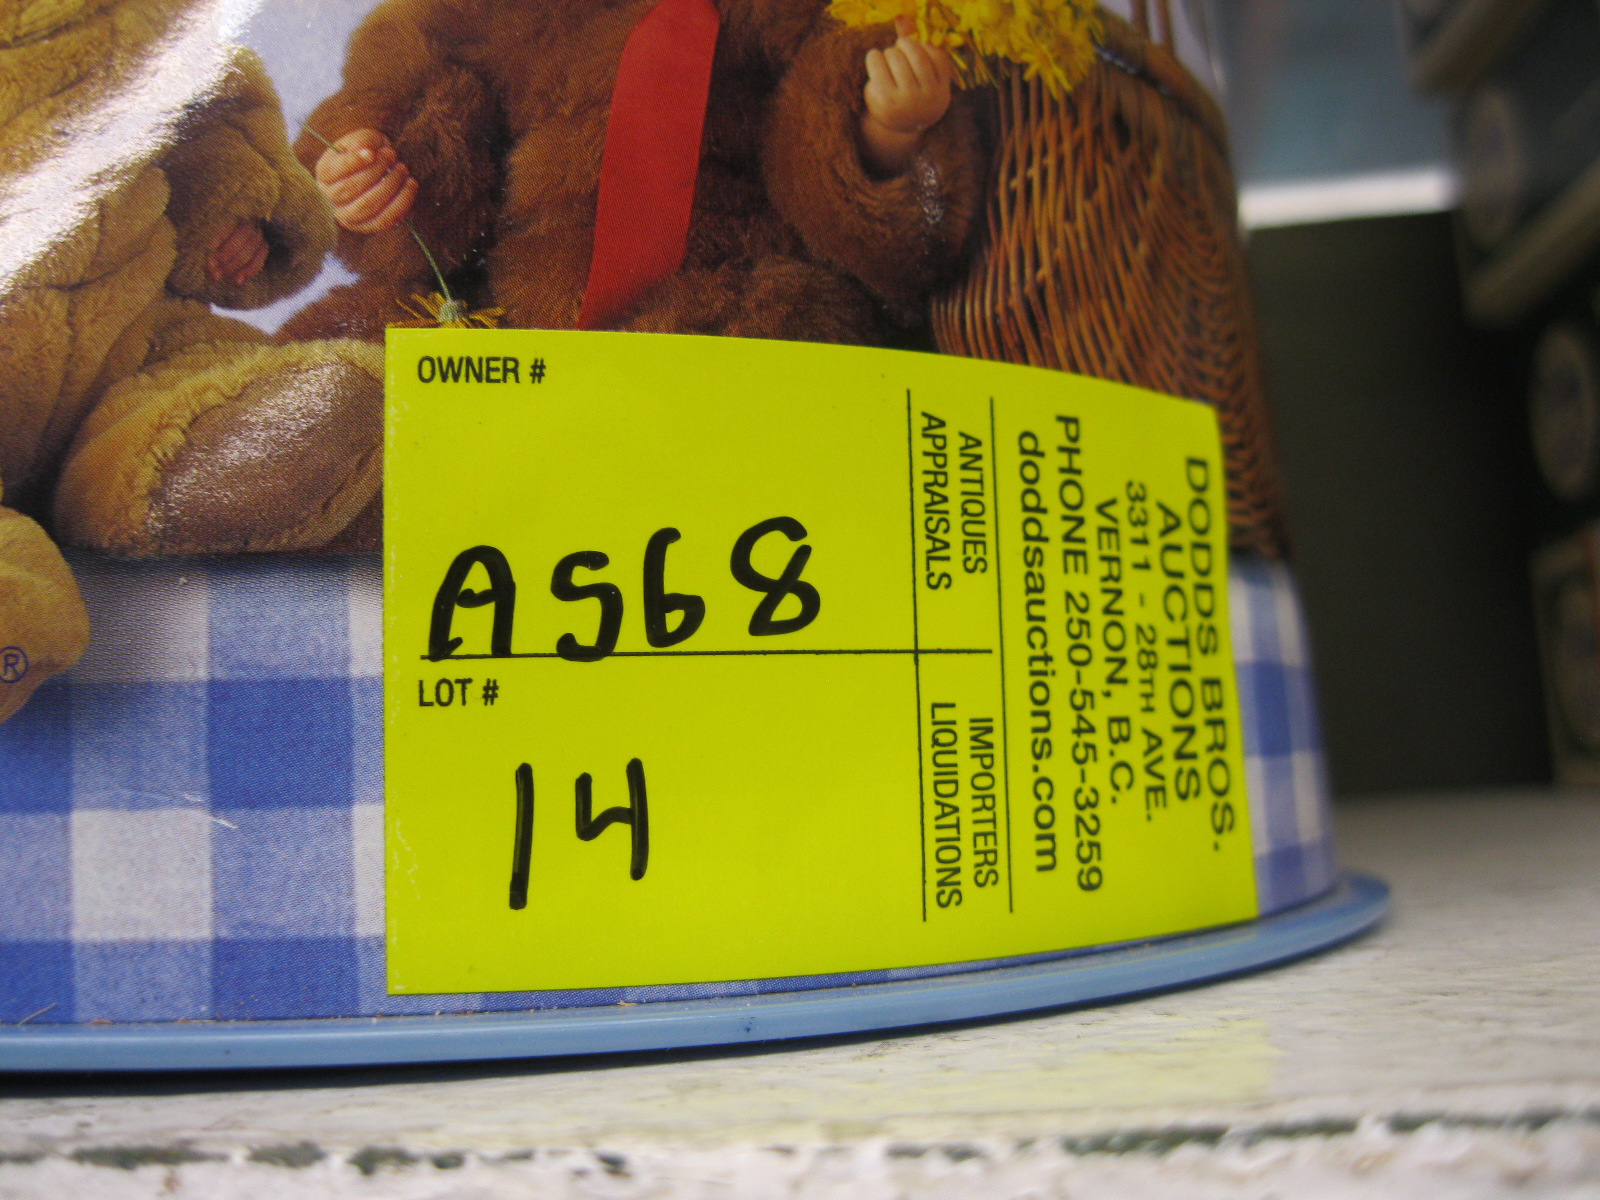 OWNER #
A568
LOT #
14
ANTIQUES
APPRAISALS
IMPORTERS
LIQUIDATIONS
DODDS BROS.
AUCTIONS
3311 - 28TH AVE.
VERNON, B.C.
PHONE 250-545-3259
doddsauctions.com
®